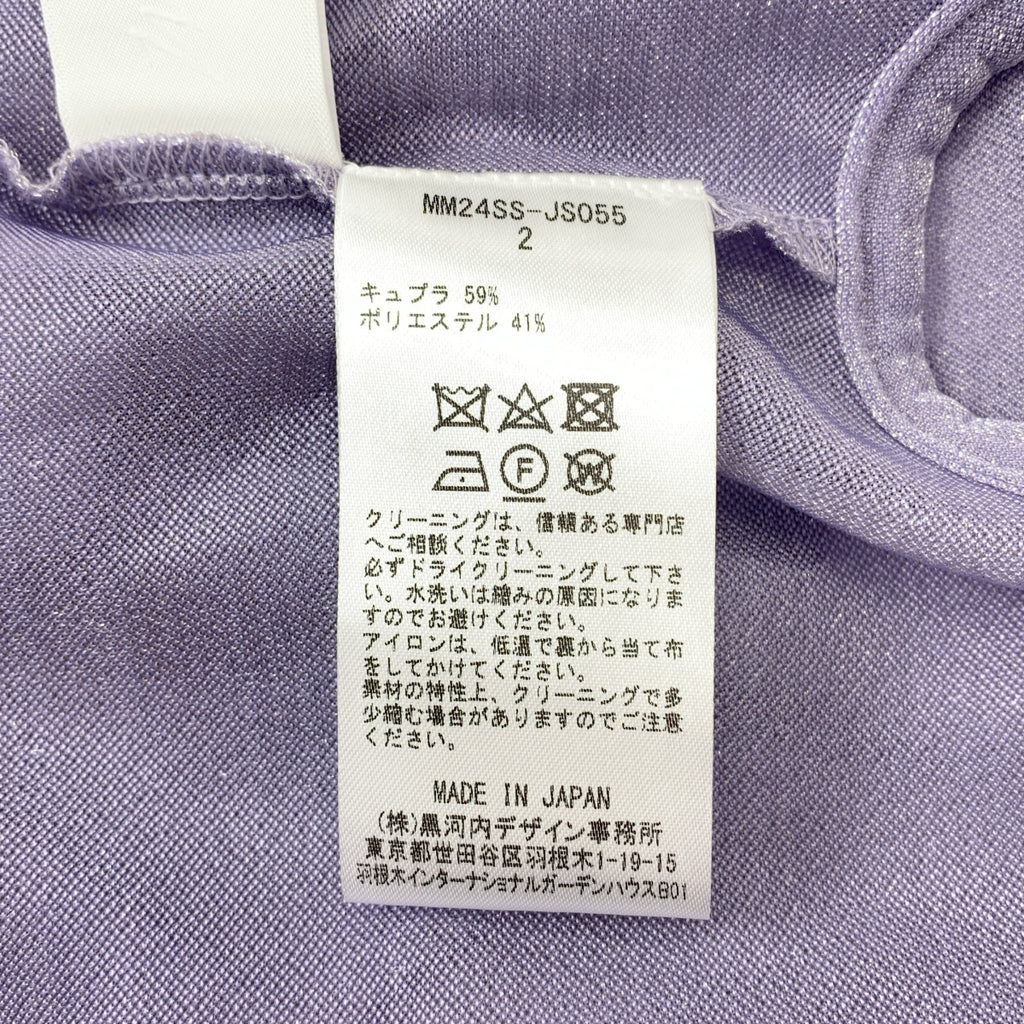 MM24SS-JS055
2
キュプラ 59%
ポリエステル 41%
F
W
クリーニングは、信頼ある専門店
へご相談ください。
必ずドライクリーニングして下さ
い。水洗いは縮みの原因になりま
すのでお避けください。
アイロンは、低温で裏から当て布
をしてかけてください。
素材の特性上、クリーニングで多
少縮む場合がありますのでご注意
ください。
MADE IN JAPAN
(株)黒河内デザイン事務所
東京都世田谷区羽根木1-19-15
羽根木インターナショナルガーデンハウスB01